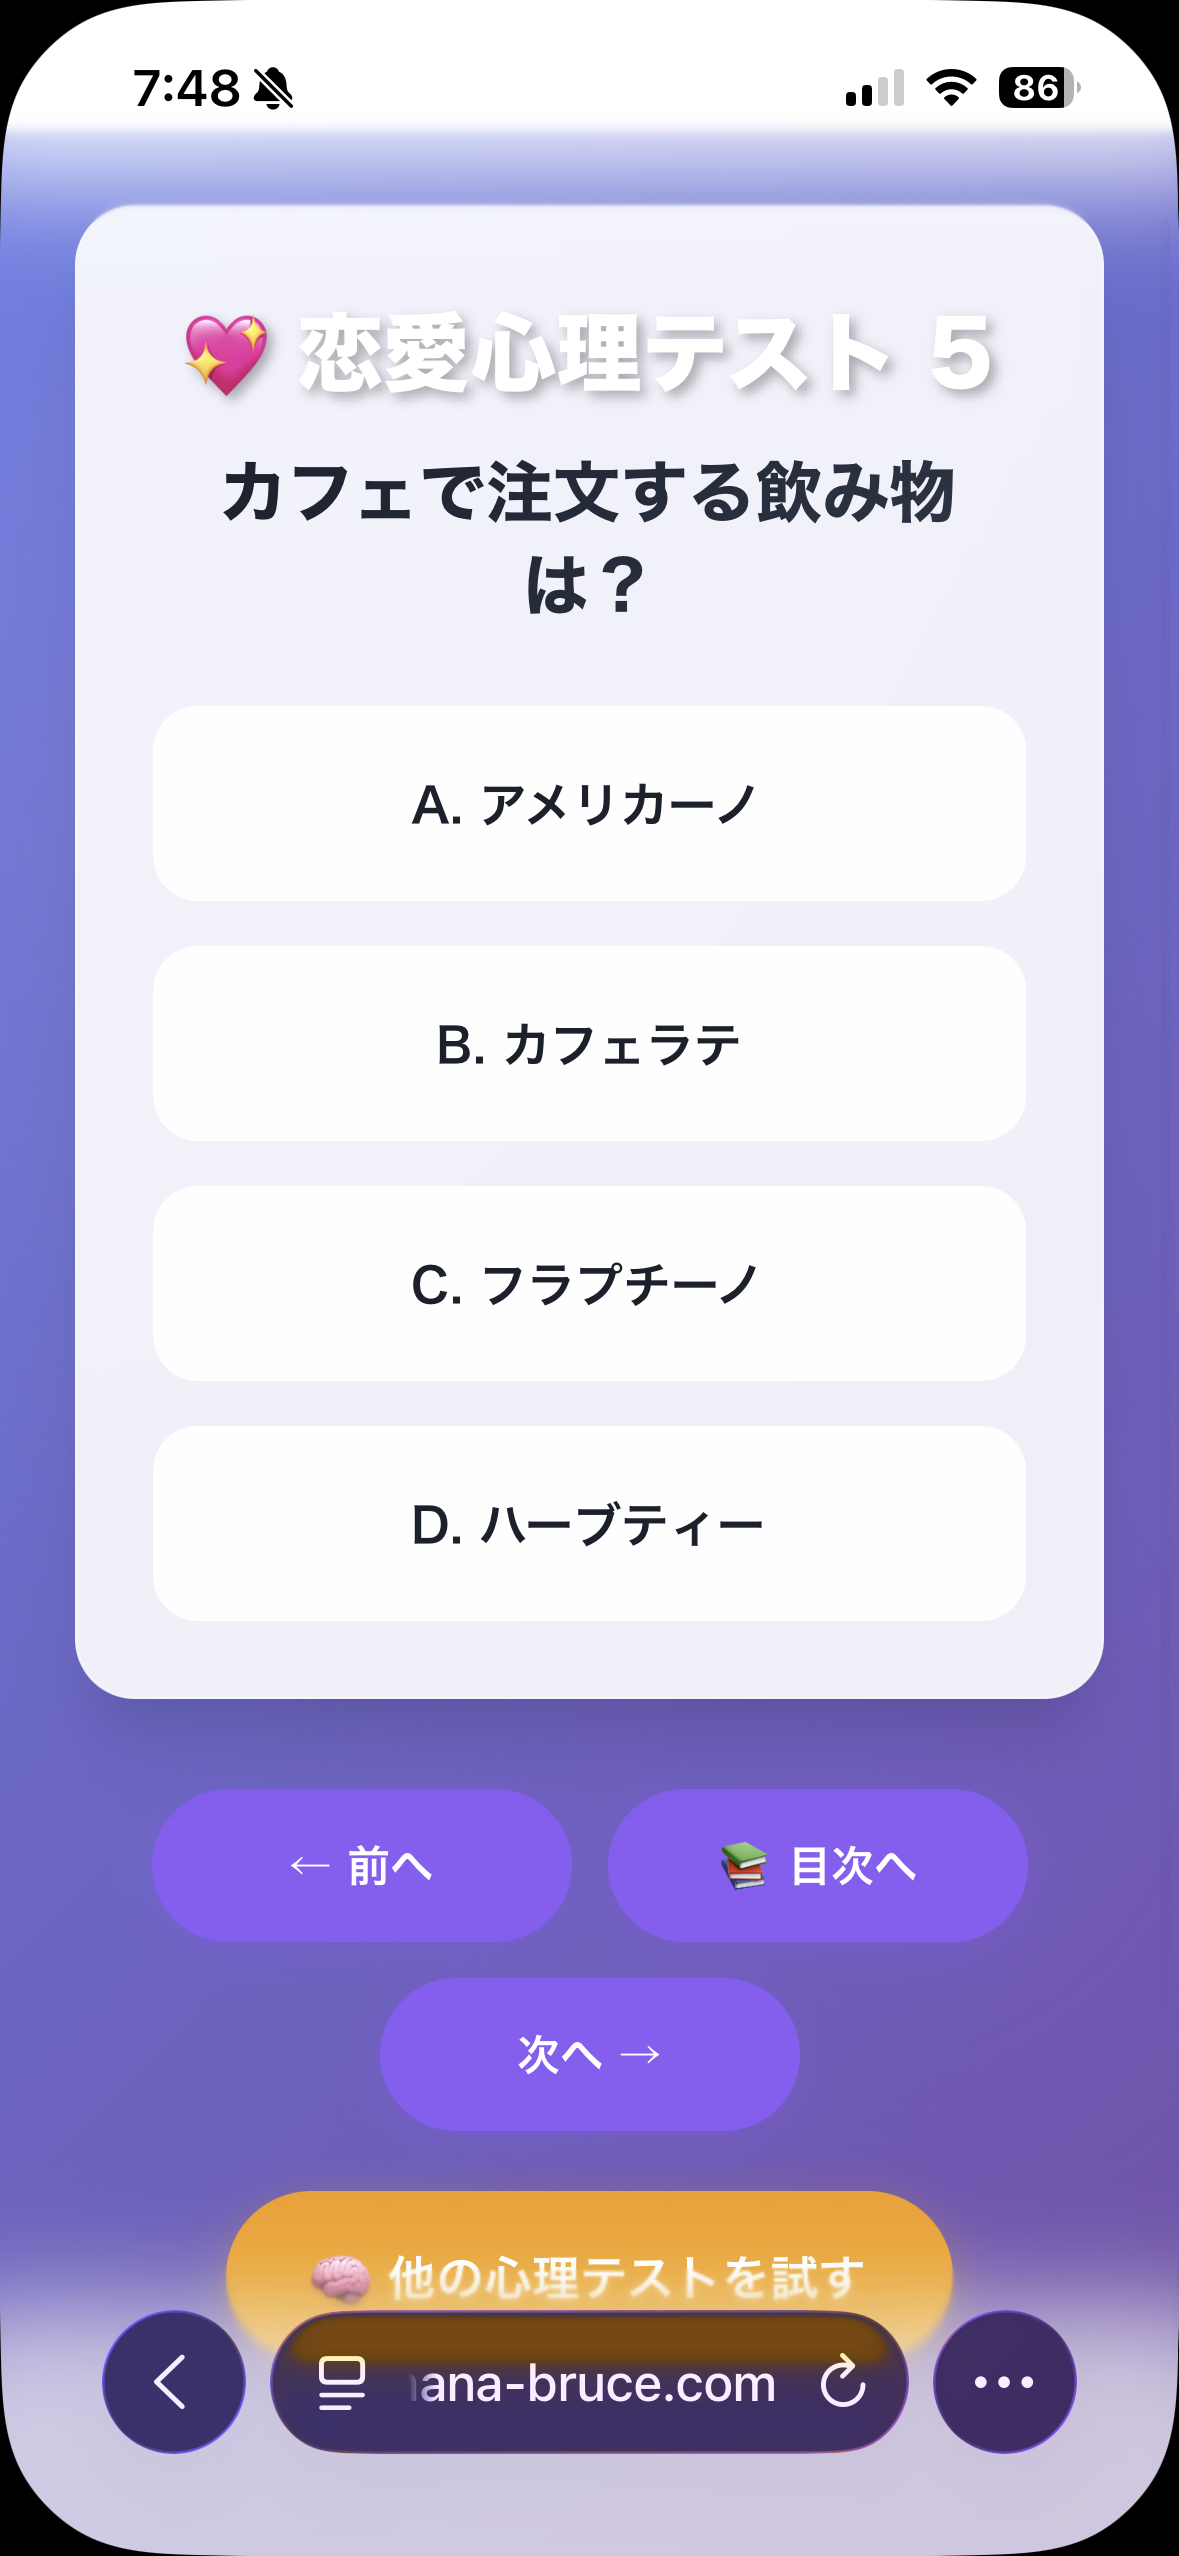 7:48
86
💖 恋愛心理テスト 5
カフェで注文する飲み物
は？
A. アメリカーノ
B. カフェラテ
C. フラプチーノ
D. ハーブティー
← 前へ
📚 目次へ
次へ →
🧠 他の心理テストを試す
ana-bruce.com